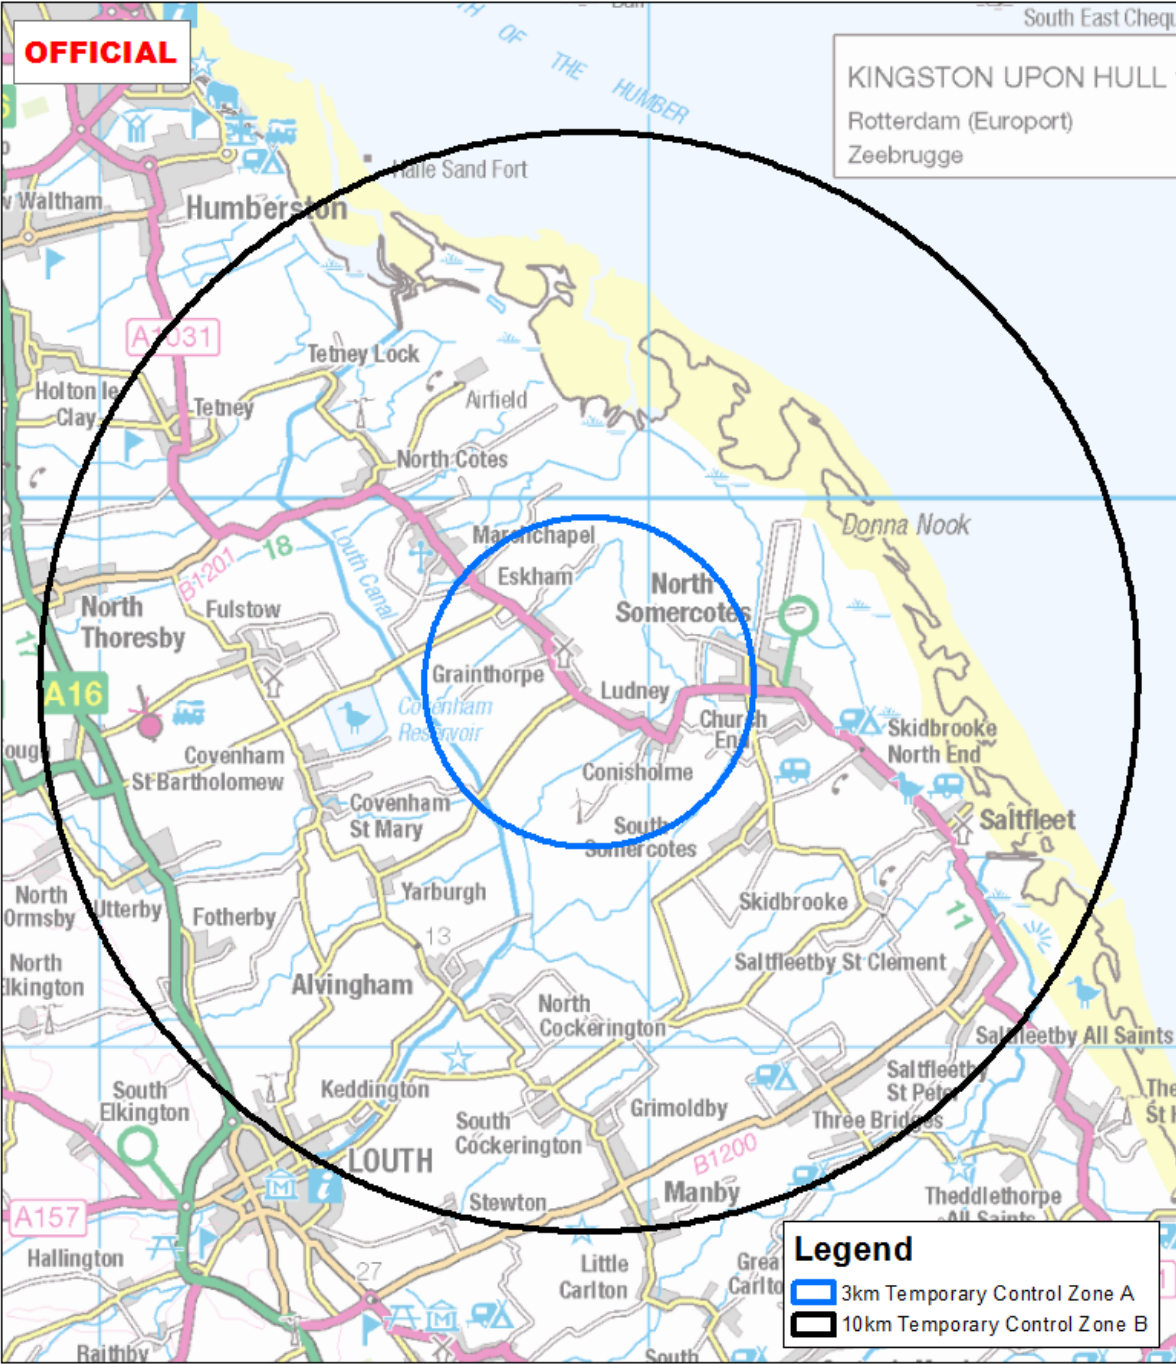 OFFICIAL
South East Chequ
TH OF THE HUMBER
KINGSTON UPON HULL
Rotterdam (Europort)
Zeebrugge
Haile Sand Fort
w Waltham
Humberston
A1031
Tetney Lock
Holton le
Clay
Tetney
Airfield
North Cotes
Donna Nook
Marshchapel
Eskham
North
Somercotes
B1201
18
Louth Canal
North
Thoresby
Fulstow
17
A16
Grainthorpe
Ludney
Covenham
Reservoir
Church
End
Skidbrooke
North End
Covenham
St Bartholomew
Conisholme
Covenham
St Mary
South
Somercotes
Saltfleet
North
Ormsby
Utterby
Fotherby
Yarburgh
Skidbrooke
11
13
North
Elkington
Alvingham
Saltfleetby St Clement
North
Cockerington
Saltfleetby All Saints
South
Elkington
Keddington
Saltfleetby
St Peter
The
St
South
Cockerington
Grimoldby
Three Bridges
B1200
LOUTH
A157
Stewton
Manby
Theddlethorpe
All Saints
Hallington
27
Little
Carlton
Grea
Carlto
Raithby
South
Legend
3km Temporary Control Zone A
10km Temporary Control Zone B